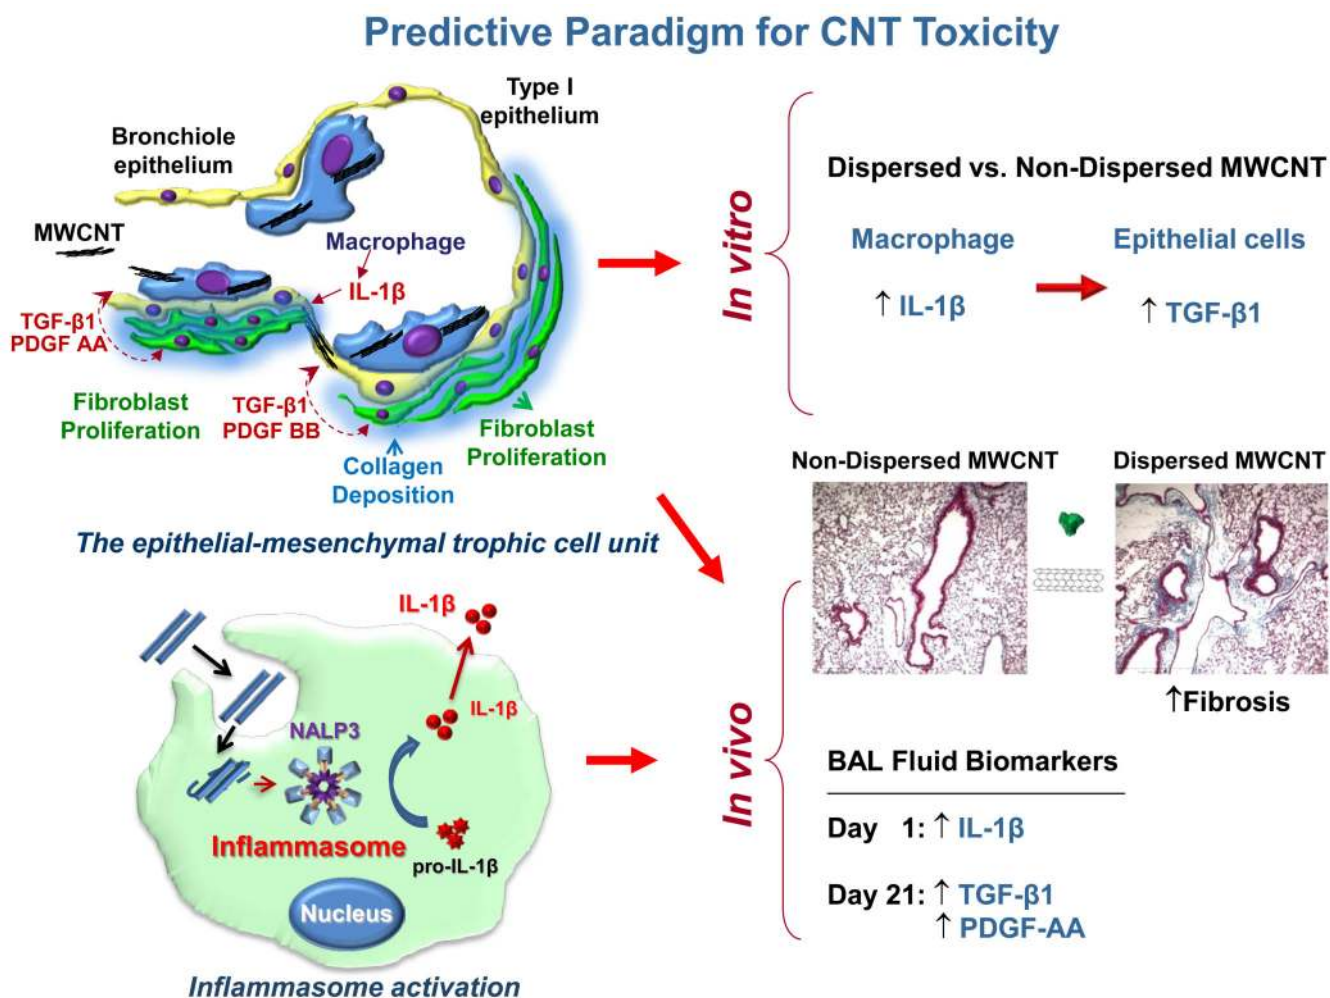 Predictive Paradigm for CNT Toxicity
Type I
epithelium
Bronchiole
epithelium
MWCNT
Macrophage
IL-1β
TGF-β1
PDGF AA
Fibroblast
Proliferation
TGF-β1
PDGF BB
Collagen
Deposition
Fibroblast
Proliferation
The epithelial-mesenchymal trophic cell unit
IL-1β
IL-1β
NALP3
Inflammasome
pro-IL-1β
Nucleus
Inflammasome activation
In vitro
Dispersed vs. Non-Dispersed MWCNT
Macrophage
Epithelial cells
↑ IL-1β
↑ TGF-β1
In vivo
Non-Dispersed MWCNT
Dispersed MWCNT
↑Fibrosis
BAL Fluid Biomarkers
Day 1: ↑ IL-1β
Day 21: ↑ TGF-β1
↑ PDGF-AA